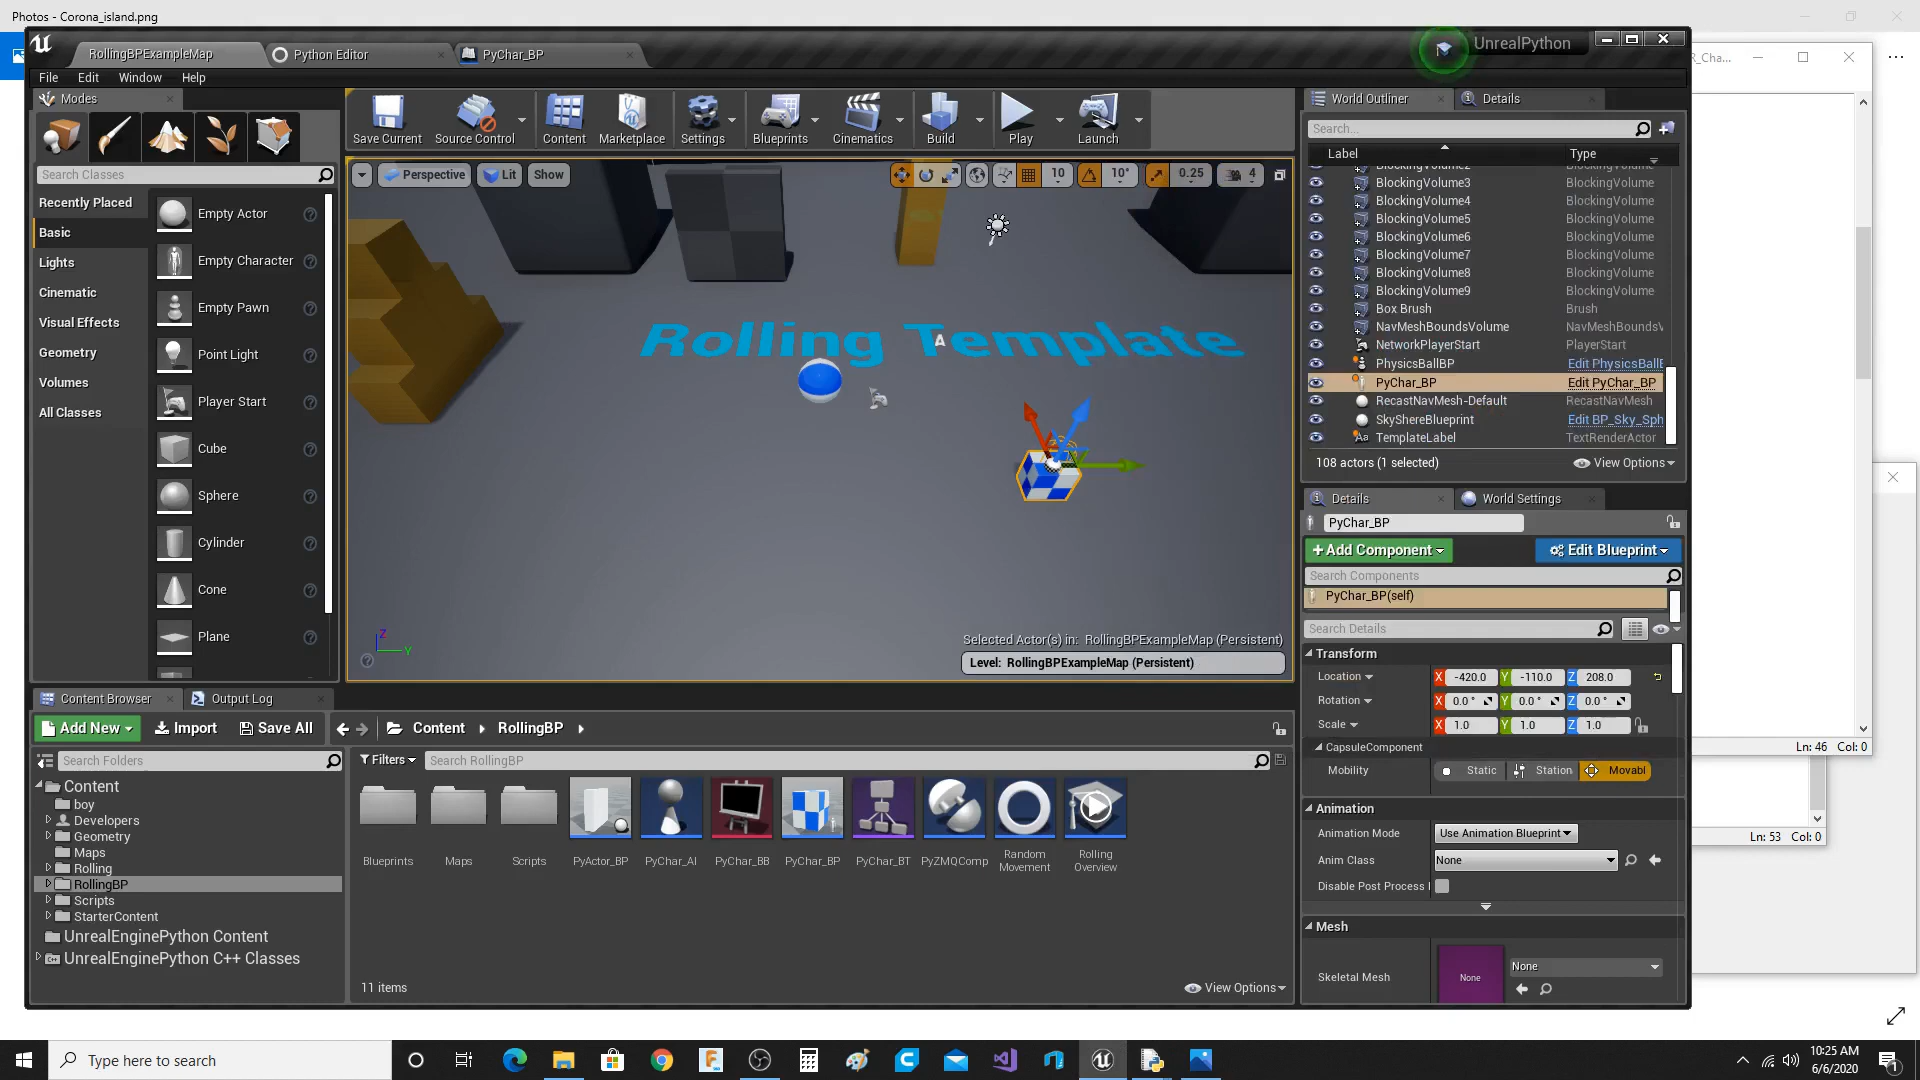 Photos - Corona_island.png
RollingBPExampleMap
Python Editor
PyChar_BP
UnrealPython
R_Cha...
File Edit Window Help
Modes
Search Classes
Recently Placed
Basic
Lights
Cinematic
Visual Effects
Geometry
Volumes
All Classes
Empty Actor
Empty Character
Empty Pawn
Point Light
Player Start
Cube
Sphere
Cylinder
Cone
Plane
Save Current
Source Control
Content
Marketplace
Settings
Blueprints
Cinematics
Build
Play
Launch
Perspective
Lit
Show
10
10°
0.25
4
Rolling Template
A
Z
Y
Selected Actor(s) in: RollingBPExampleMap (Persistent)
Level: RollingBPExampleMap (Persistent)
World Outliner
Details
Search...
Label Type
BlockingVolume2 BlockingVolume
BlockingVolume3 BlockingVolume
BlockingVolume4 BlockingVolume
BlockingVolume5 BlockingVolume
BlockingVolume6 BlockingVolume
BlockingVolume7 BlockingVolume
BlockingVolume8 BlockingVolume
BlockingVolume9 BlockingVolume
Box Brush Brush
NavMeshBoundsVolume NavMeshBoundsV
NetworkPlayerStart PlayerStart
PhysicsBallBP Edit PhysicsBallB
PyChar_BP Edit PyChar_BP
RecastNavMesh-Default RecastNavMesh
SkyShereBlueprint Edit BP_Sky_Sph
TemplateLabel TextRenderActor
108 actors (1 selected)
View Options
Details
World Settings
PyChar_BP
+Add Component
Edit Blueprint
Search Components
PyChar_BP(self)
Search Details
Transform
Location X -420.0 Y -110.0 Z 208.0
Rotation X 0.0 ° Y 0.0 ° Z 0.0 °
Scale X 1.0 Y 1.0 Z 1.0
CapsuleComponent
Mobility Static Station Movabl
Animation
Animation Mode Use Animation Blueprint
Anim Class None
Disable Post Process
Mesh
Skeletal Mesh None None
Content Browser
Output Log
Add New
Import
Save All
Content
RollingBP
Search Folders
Filters
Search RollingBP
Content
boy
Developers
Geometry
Maps
Rolling
RollingBP
Scripts
StarterContent
UnrealEnginePython Content
UnrealEnginePython C++ Classes
Blueprints
Maps
Scripts
PyActor_BP
PyChar_AI
PyChar_BB
PyChar_BP
PyChar_BT
PyZMQComp
Random
Movement
Rolling
Overview
11 items
View Options
Ln: 46 Col: 0
Ln: 53 Col: 0
Type here to search
10:25 AM
6/6/2020
1